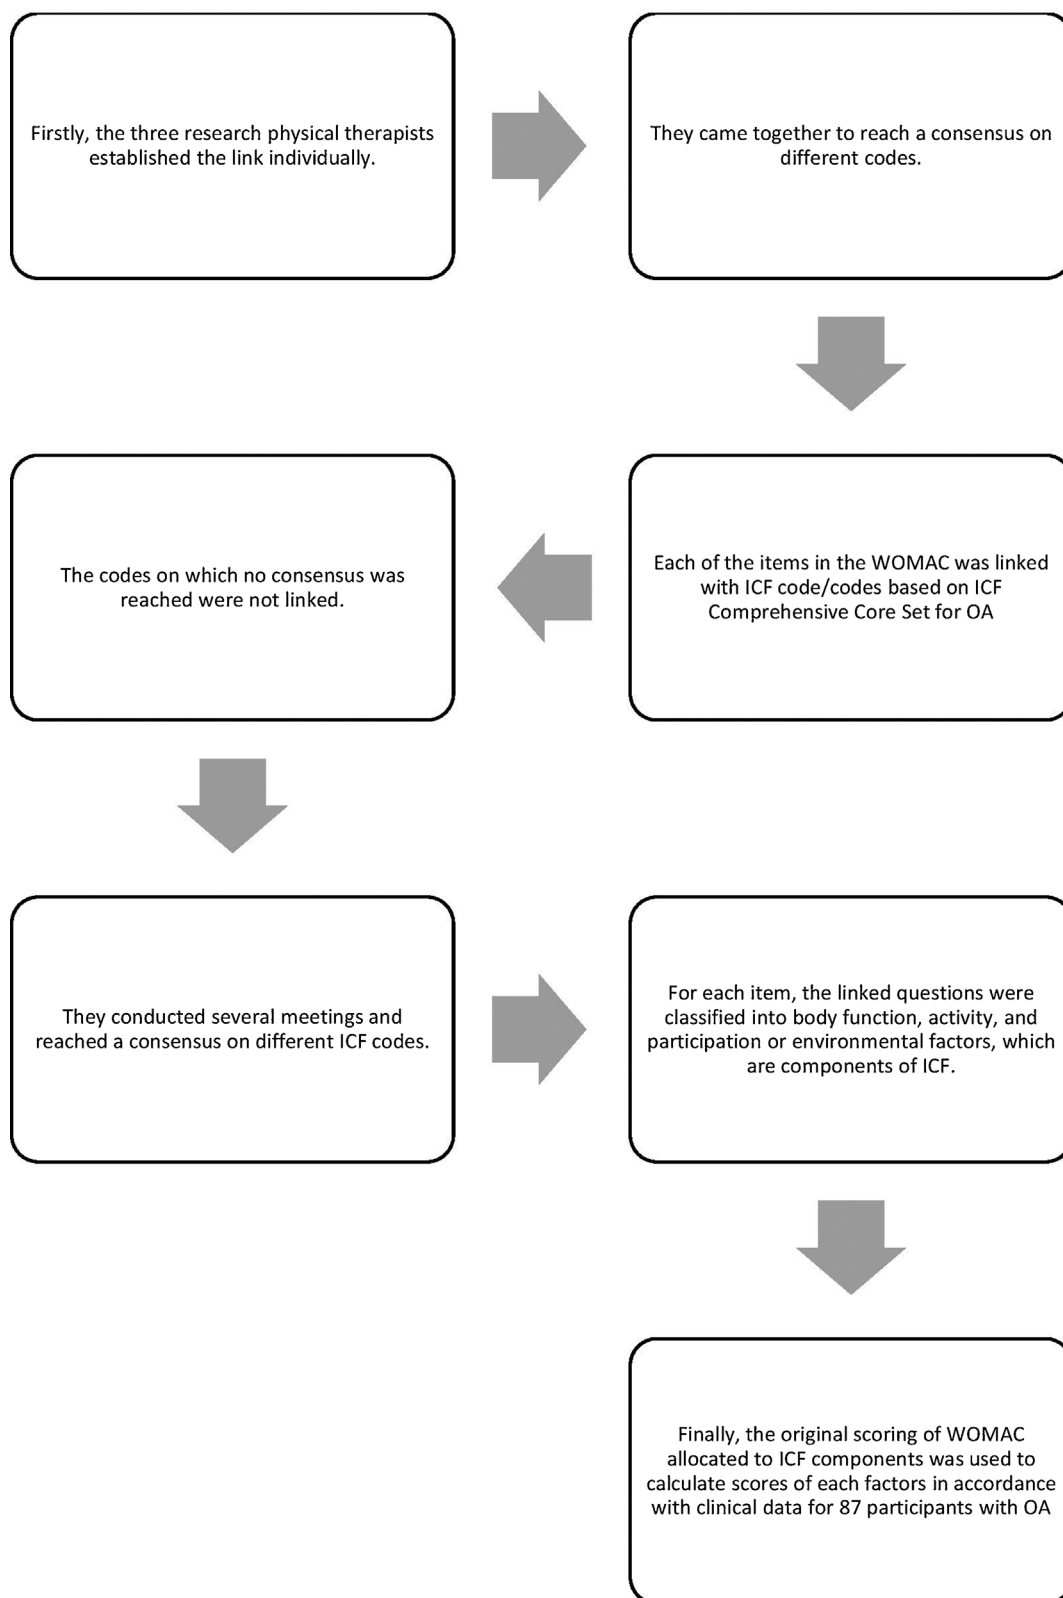 Firstly, the three research physical therapists
established the link individually.
They came together to reach a consensus on
different codes.
Each of the items in the WOMAC was linked
with ICF code/codes based on ICF
Comprehensive Core Set for OA
The codes on which no consensus was
reached were not linked.
They conducted several meetings and
reached a consensus on different ICF codes.
For each item, the linked questions were
classified into body function, activity, and
participation or environmental factors, which
are components of ICF.
Finally, the original scoring of WOMAC
allocated to ICF components was used to
calculate scores of each factors in accordance
with clinical data for 87 participants with OA